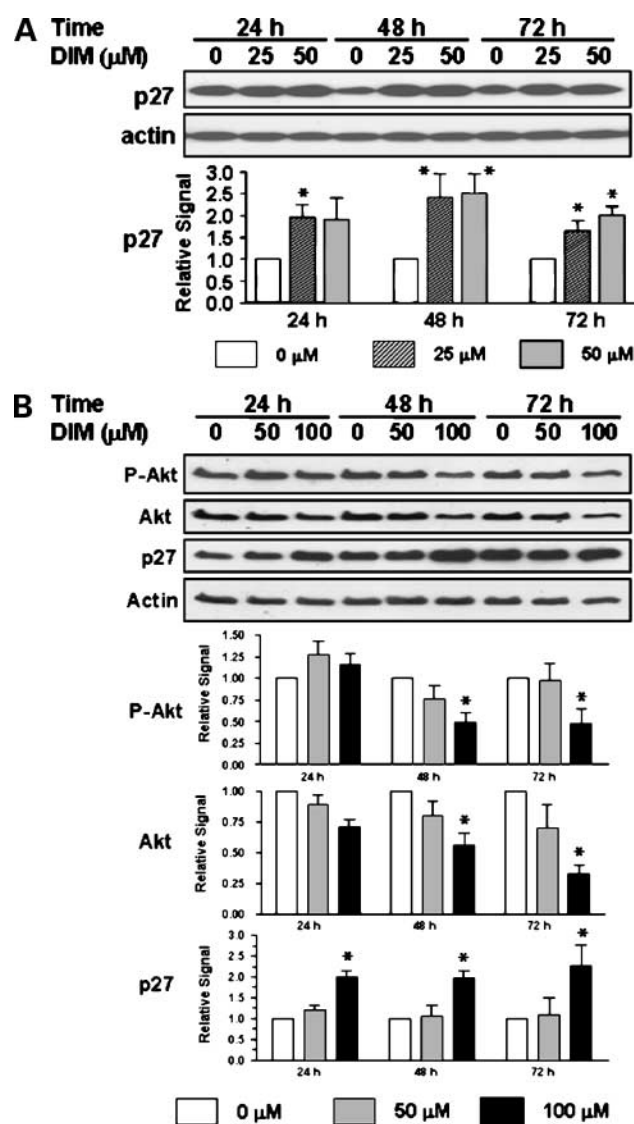 A Time 24 h 48 h 72 h
DIM (μM) 0 25 50 0 25 50 0 25 50
p27
actin
p27
Relative Signal
3.0
2.5
2.0
1.5
1.0
0.5
0.0
* * * * *
24 h 48 h 72 h
0 μM 25 μM 50 μM
B Time 24 h 48 h 72 h
DIM (μM) 0 50 100 0 50 100 0 50 100
P-Akt
Akt
p27
Actin
P-Akt
Relative Signal
1.50
1.25
1.00
0.75
0.50
0.25
0.00
* *
24 h 48 h 72 h
Akt
Relative Signal
1.00
0.75
0.50
0.25
0.00
* *
24 h 48 h 72 h
p27
Relative Signal
3.0
2.5
2.0
1.5
1.0
0.5
0.0
* * *
24 h 48 h 72 h
0 μM 50 μM 100 μM